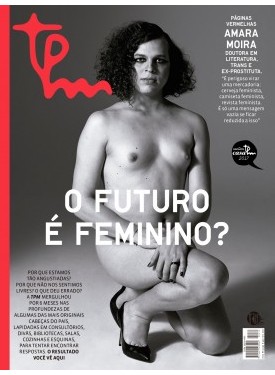 tpm
PÁGINAS
VERMELHAS
AMARA
MOIRA
DOUTORA EM
LITERATURA,
TRANS E
EX-PROSTITUTA.
"É perigoso virar
uma mercadoria:
cerveja feminista,
camiseta feminista,
revista feminista.
E só uma mensagem
vazia se ficar
reduzida a isso"
tpm
2017
O FUTURO
É FEMININO?
POR QUE ESTAMOS
TÃO ANGUSTIADAS?
POR QUE NÃO NOS SENTIMOS
LIVRES? O QUE DEU ERRADO?
A TPM MERGULHOU
POR 6 MESES NAS
PROFUNDEZAS DE
ALGUMAS DAS MAIS ORIGINAIS
CABEÇAS DO PAÍS,
LAPIDADAS EM CONSULTÓRIOS,
DIVÃS, BIBLIOTECAS, SALAS,
COZINHAS E ESQUINAS,
PARA TENTAR ENCONTRAR
RESPOSTAS. O RESULTADO
VOCÊ VÊ AQUI